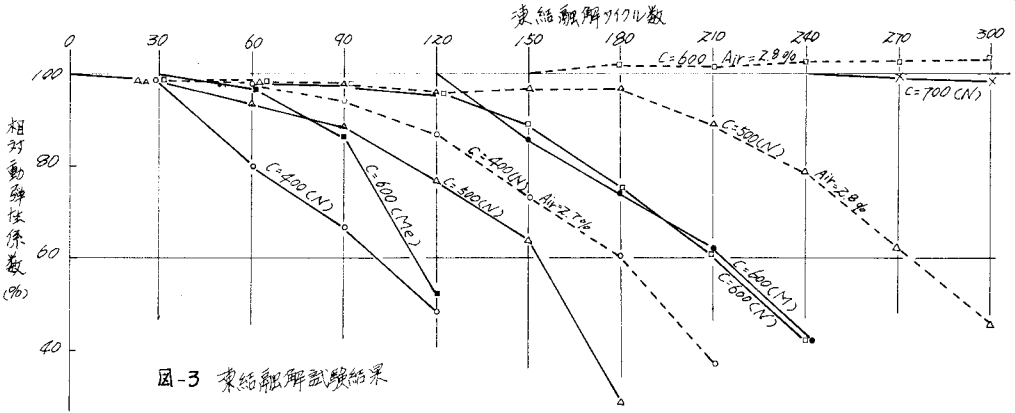 凍結融解サイクル数
0 30 60 90 120 150 180 210 240 270 300
100
80
60
40
相対動弾性係数(%)
C=600 Air=2.8%
C=700(N)
C=500(N)
Air=2.8%
C=400(N)
Air=2.7%
C=400(N)
C=600(Me)
C=500(N)
C=600(M)
C=600(N)
図-3 凍結融解試験結果